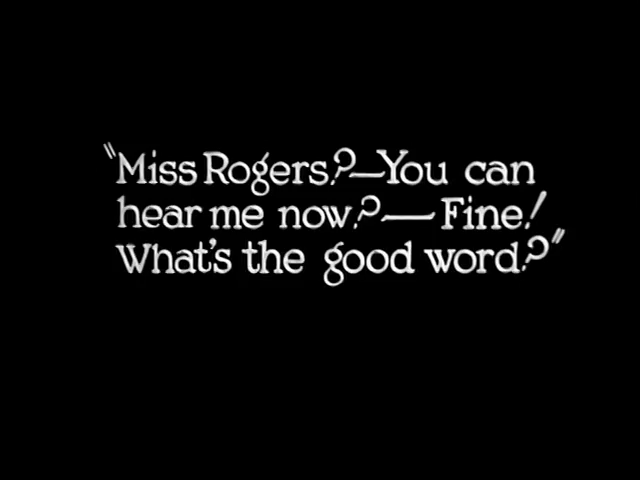 "Miss Rogers?—You can
hear me now?—Fine!
What's the good word?"